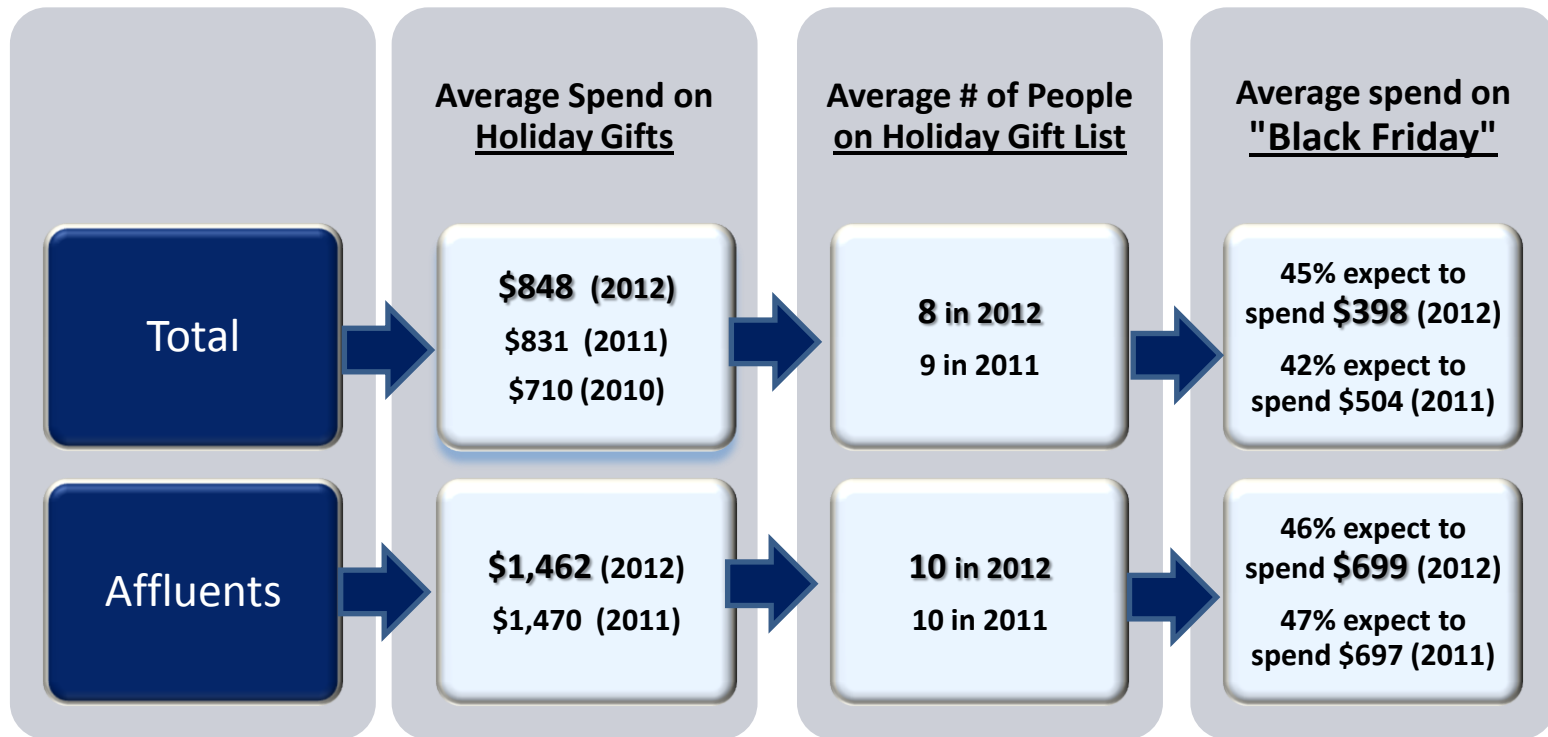 Average Spend on
Holiday Gifts
Average # of People
on Holiday Gift List
Average spend on
"Black Friday"
Total
$848 (2012)
$831 (2011)
$710 (2010)
8 in 2012
9 in 2011
45% expect to
spend $398 (2012)
42% expect to
spend $504 (2011)
Affluents
$1,462 (2012)
$1,470 (2011)
10 in 2012
10 in 2011
46% expect to
spend $699 (2012)
47% expect to
spend $697 (2011)